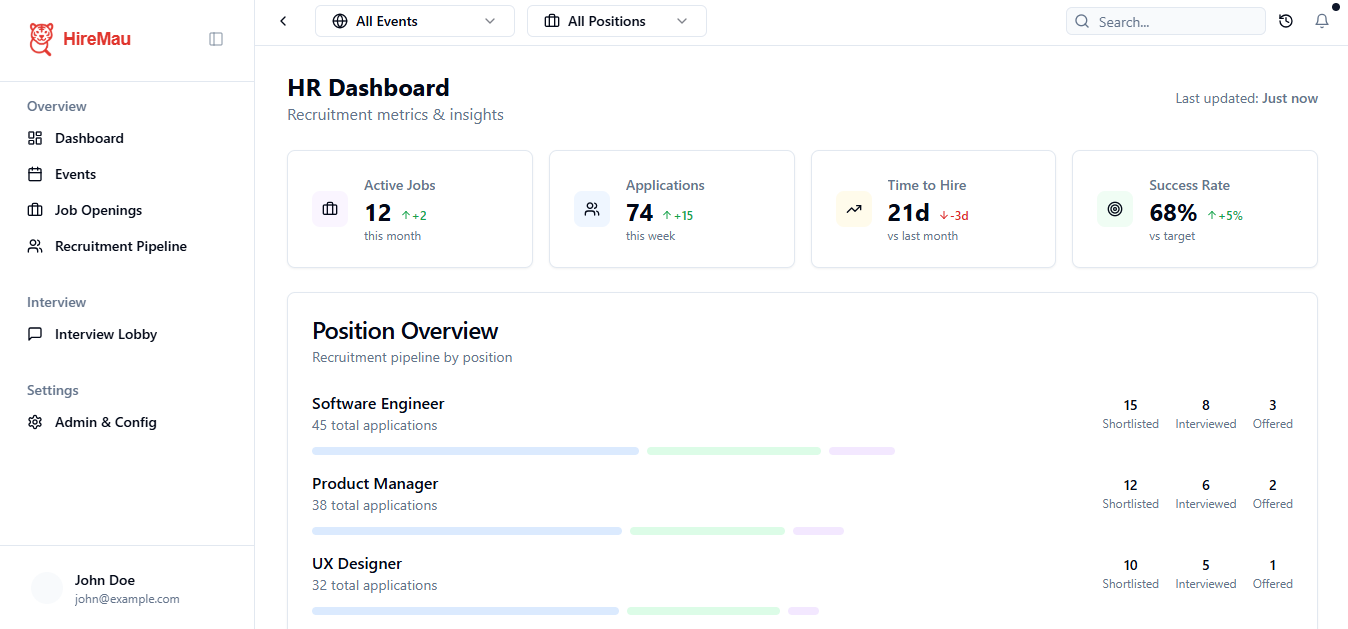 HireMau
Overview
Dashboard
Events
Job Openings
Recruitment Pipeline
Interview
Interview Lobby
Settings
Admin & Config
John Doe
john@example.com
All Events
All Positions
Search...
HR Dashboard
Recruitment metrics & insights
Last updated: Just now
Active Jobs
12 ↑+2
this month
Applications
74 ↑+15
this week
Time to Hire
21d ↓-3d
vs last month
Success Rate
68% ↑+5%
vs target
Position Overview
Recruitment pipeline by position
Software Engineer
45 total applications
15
Shortlisted
8
Interviewed
3
Offered
Product Manager
38 total applications
12
Shortlisted
6
Interviewed
2
Offered
UX Designer
32 total applications
10
Shortlisted
5
Interviewed
1
Offered